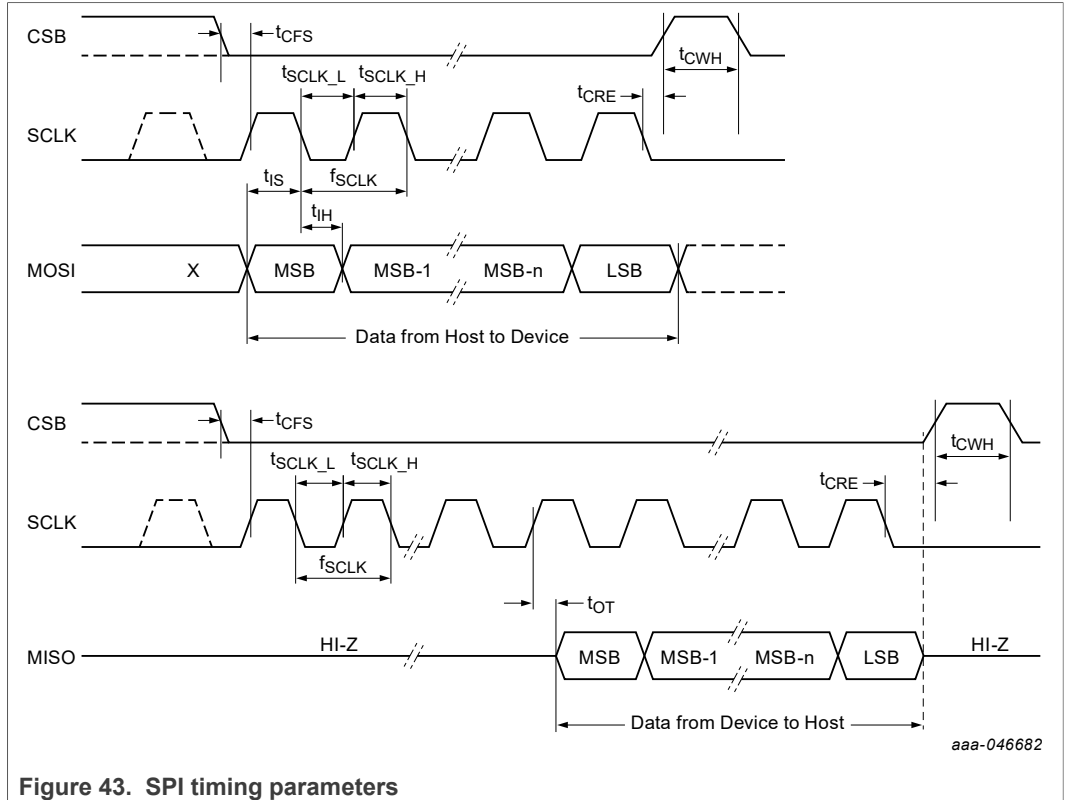 CSB
tCFS
tCWH
tSCLK_L tSCLK_H
tCRE
SCLK
tIS fSCLK
tIH
MOSI X MSB MSB-1 MSB-n LSB
Data from Host to Device
CSB
tCFS
tCWH
tSCLK_L tSCLK_H
tCRE
SCLK
fSCLK
tOT
MISO HI-Z MSB MSB-1 MSB-n LSB HI-Z
Data from Device to Host
aaa-046682
Figure 43. SPI timing parameters